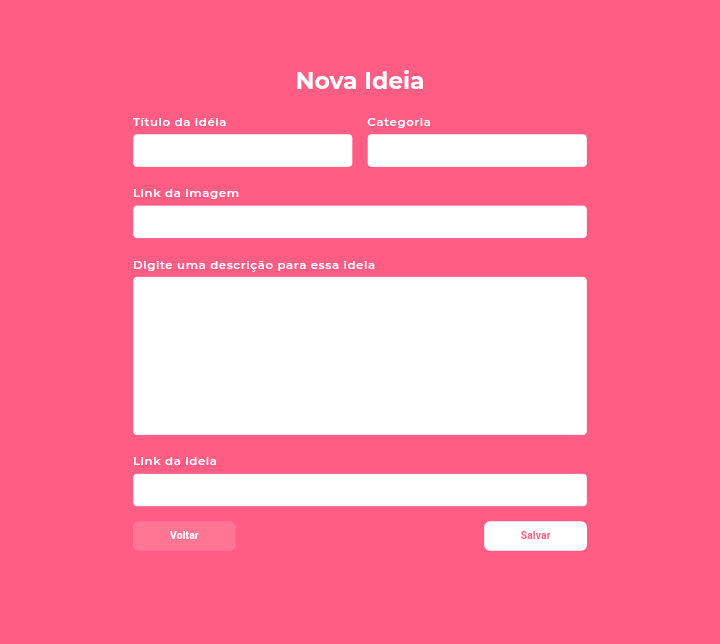 Nova Ideia
Título da idéia
Categoria
Link da imagem
Digite uma descrição para essa ideia
Link da ideia
Voltar
Salvar